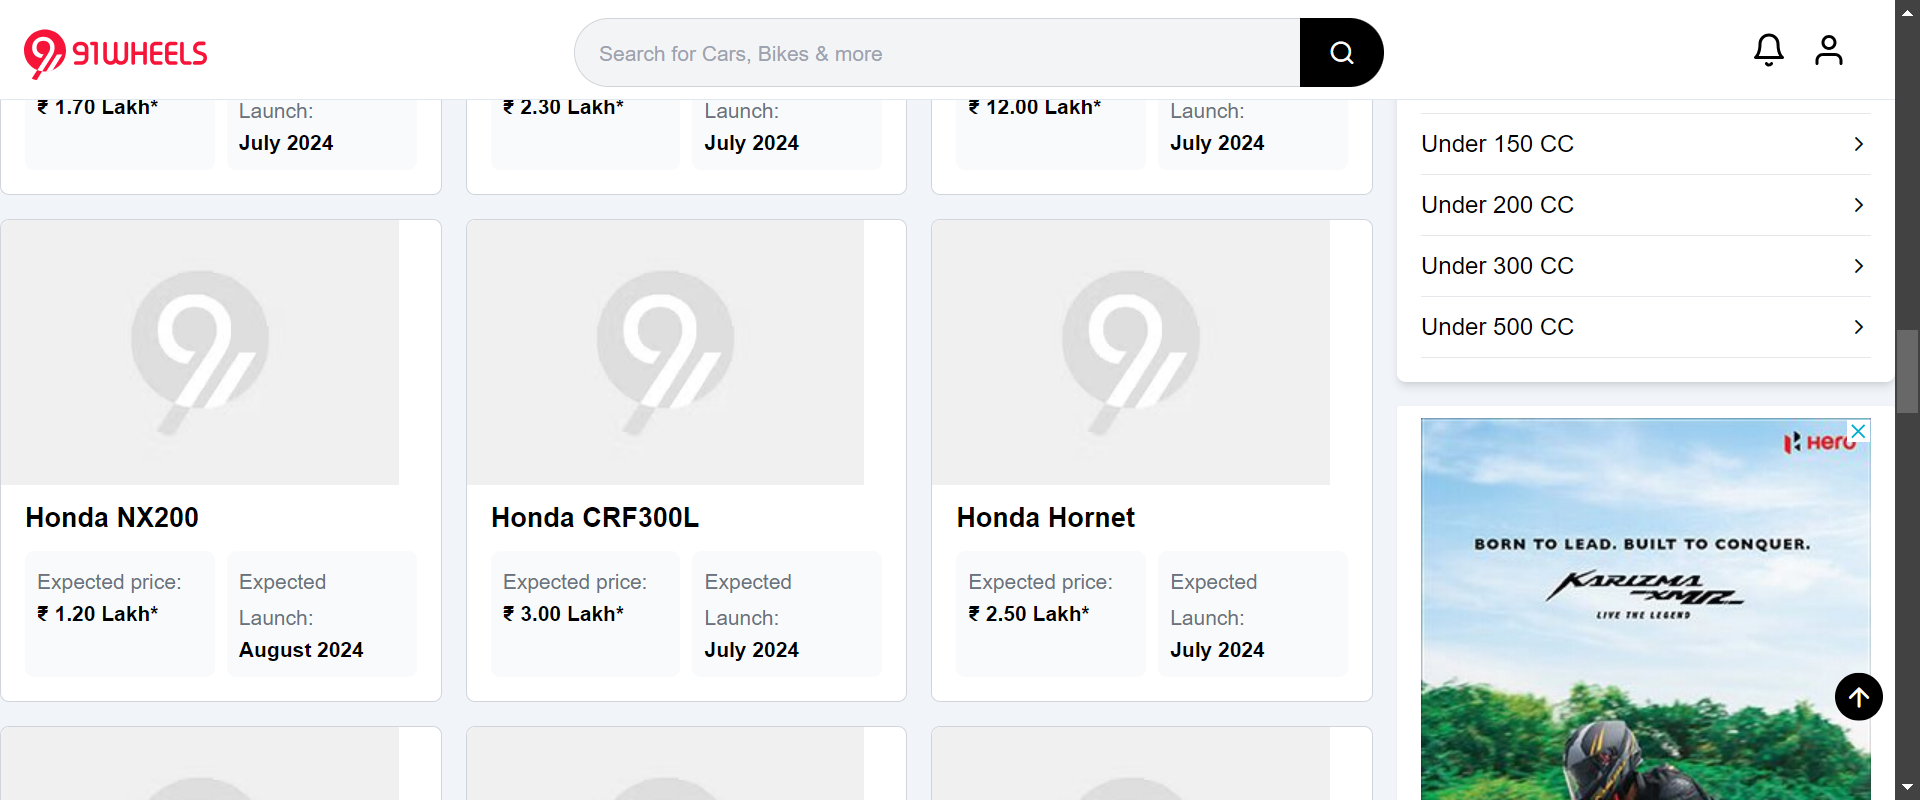 91WHEELS
Search for Cars, Bikes & more
₹ 1.70 Lakh*
Launch:
July 2024
₹ 2.30 Lakh*
Launch:
July 2024
₹ 12.00 Lakh*
Launch:
July 2024
Honda NX200
Expected price:
₹ 1.20 Lakh*
Expected
Launch:
August 2024
Honda CRF300L
Expected price:
₹ 3.00 Lakh*
Expected
Launch:
July 2024
Honda Hornet
Expected price:
₹ 2.50 Lakh*
Expected
Launch:
July 2024
Under 150 CC
Under 200 CC
Under 300 CC
Under 500 CC
Hero
BORN TO LEAD. BUILT TO CONQUER.
KARIZMA
XMR
LIVE THE LEGEND